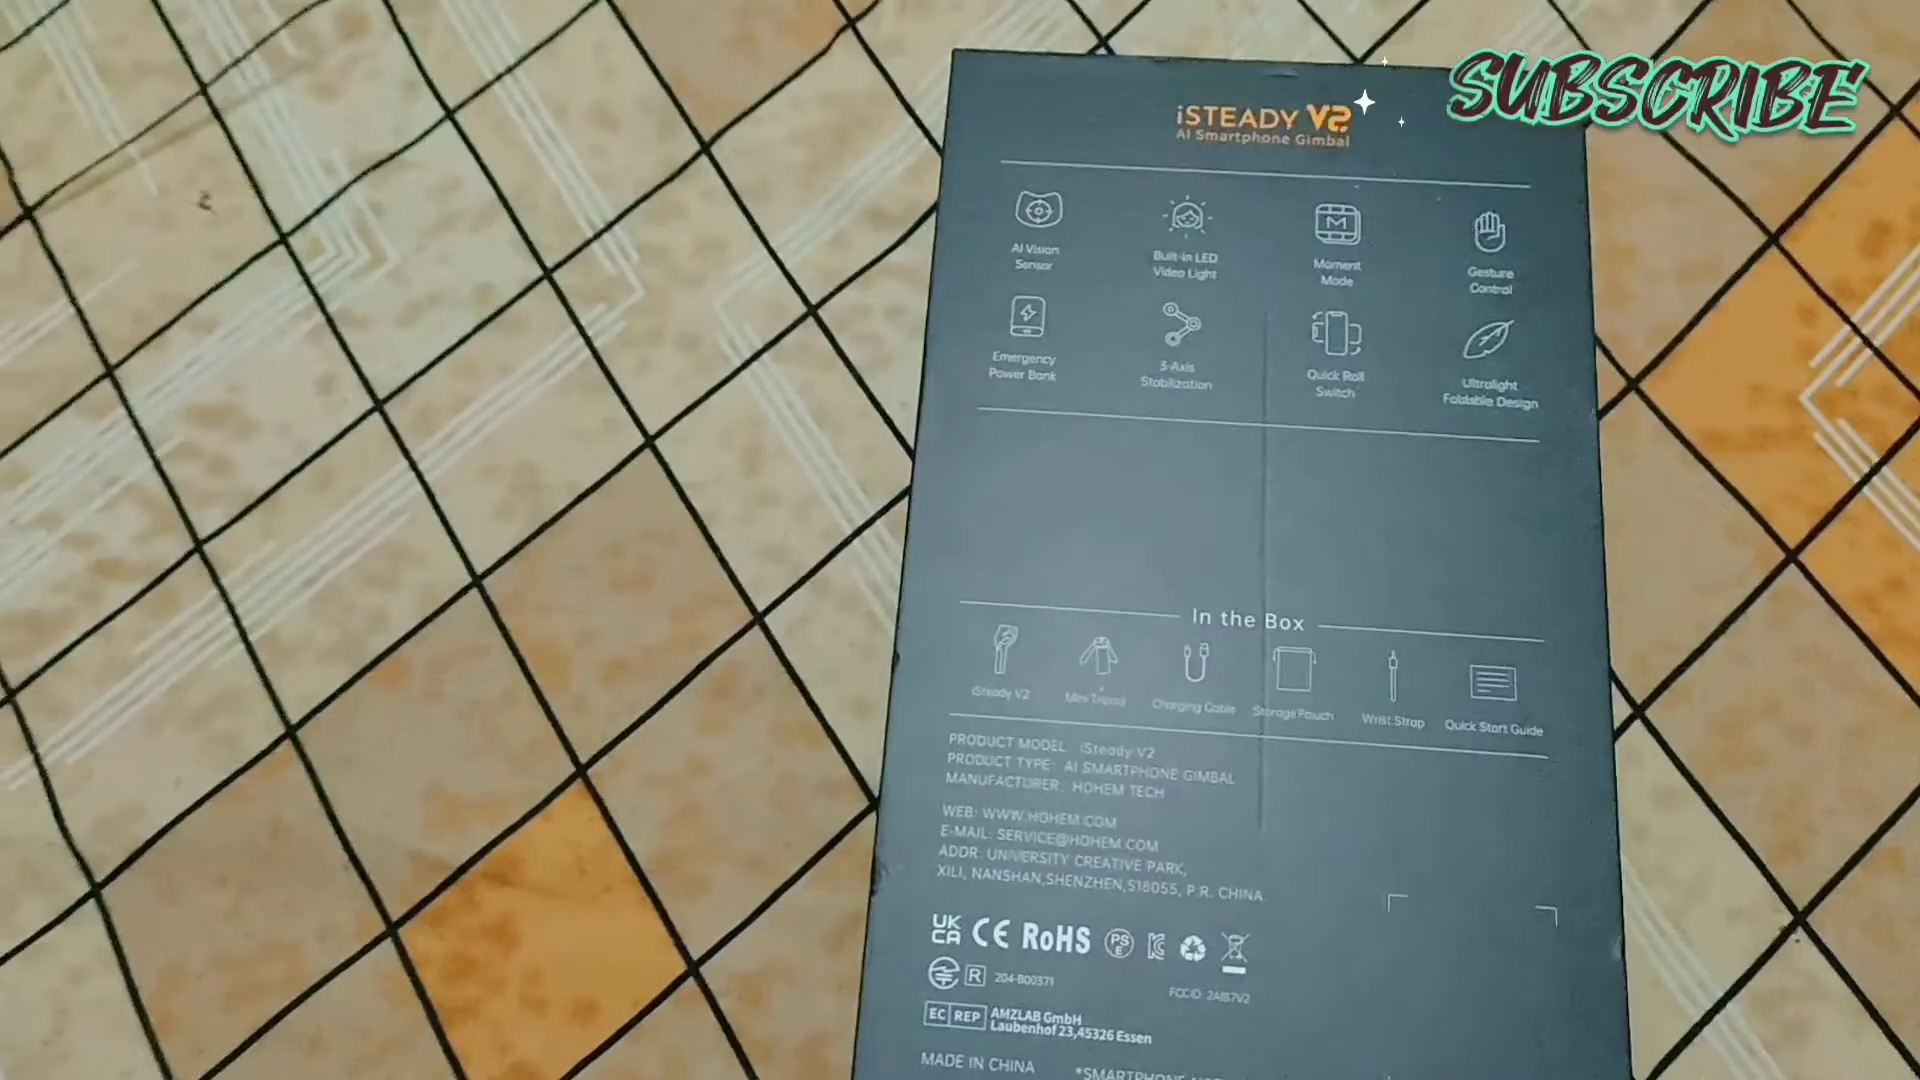 SUBSCRIBE
iSTEADY V2
AI Smartphone Gimbal
AI Vision
Sensor
Built-in LED
Video Light
Moment
Mode
Gesture
Control
Emergency
Power Bank
3-Axis
Stabilization
Quick Roll
Switch
Ultralight
Foldable Design
In the Box
iSteady V2
Mini Tripod
Charging Cable
Storage Pouch
Wrist Strap
Quick Start Guide
PRODUCT MODEL: iSteady V2
PRODUCT TYPE: AI SMARTPHONE GIMBAL
MANUFACTURER: HOHEM TECH
WEB: WWW.HOHEM.COM
E-MAIL: SERVICE@HOHEM.COM
ADDR: UNIVERSITY CREATIVE PARK,
XILI, NANSHAN,SHENZHEN,518055, P.R. CHINA.
UK
CA CE RoHS PS
E
R 204-B00371
FCCID: 2AIB7V2
EC REP AMZLAB GmbH
Laubenhof 23,45326 Essen
MADE IN CHINA
*SMARTPHONE